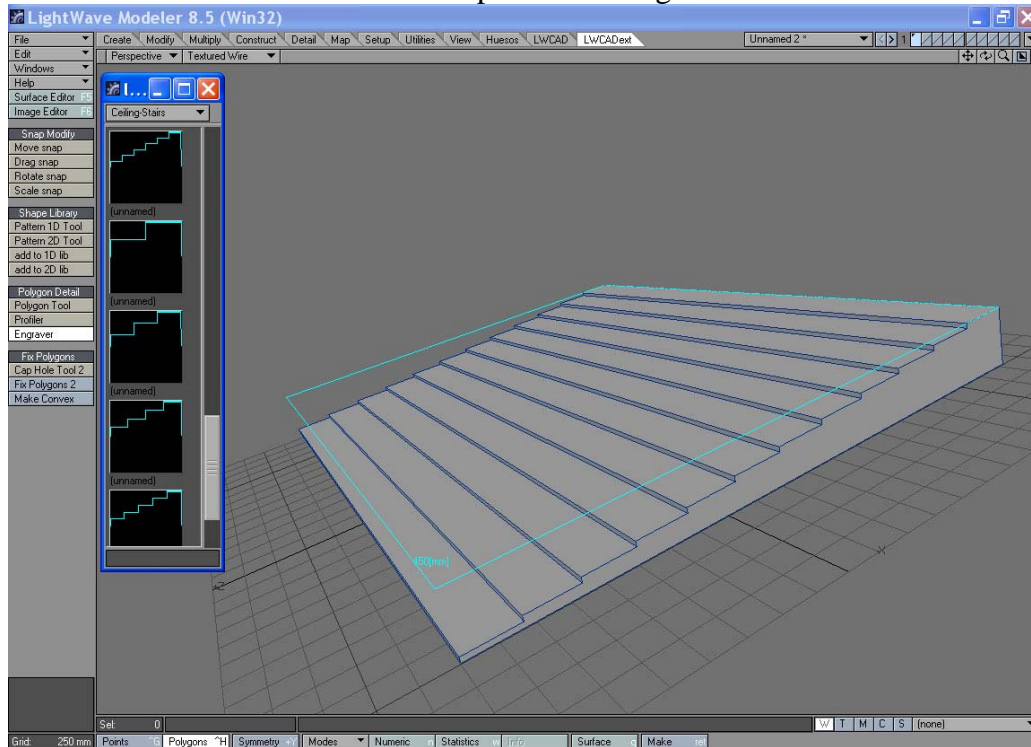 LightWave Modeler 8.5 (Win32)
File
Edit
Windows
Help
Surface Editor F5
Image Editor F6
Snap Modify
Move snap
Drag snap
Rotate snap
Scale snap
Shape Library
Pattern 1D Tool
Pattern 2D Tool
add to 1D lib
add to 2D lib
Polygon Detail
Polygon Tool
Profiler
Engraver
Fix Polygons
Cap Hole Tool 2
Fix Polygons 2
Make Convex
Create Modify Multiply Construct Detail Map Setup Utilities View Huesos LWCAD LWCADext Unnamed 2 * 1
Perspective Textured Wire
l...
Ceiling-Stairs
(unnamed)
(unnamed)
(unnamed)
(unnamed)
450[mm]
Z
X
Sel: 0 W T M C S (none)
Grid: 250 mm Points ^G Polygons ^H Symmetry +Y Modes Numeric n Statistics w Info Surface q Make ret